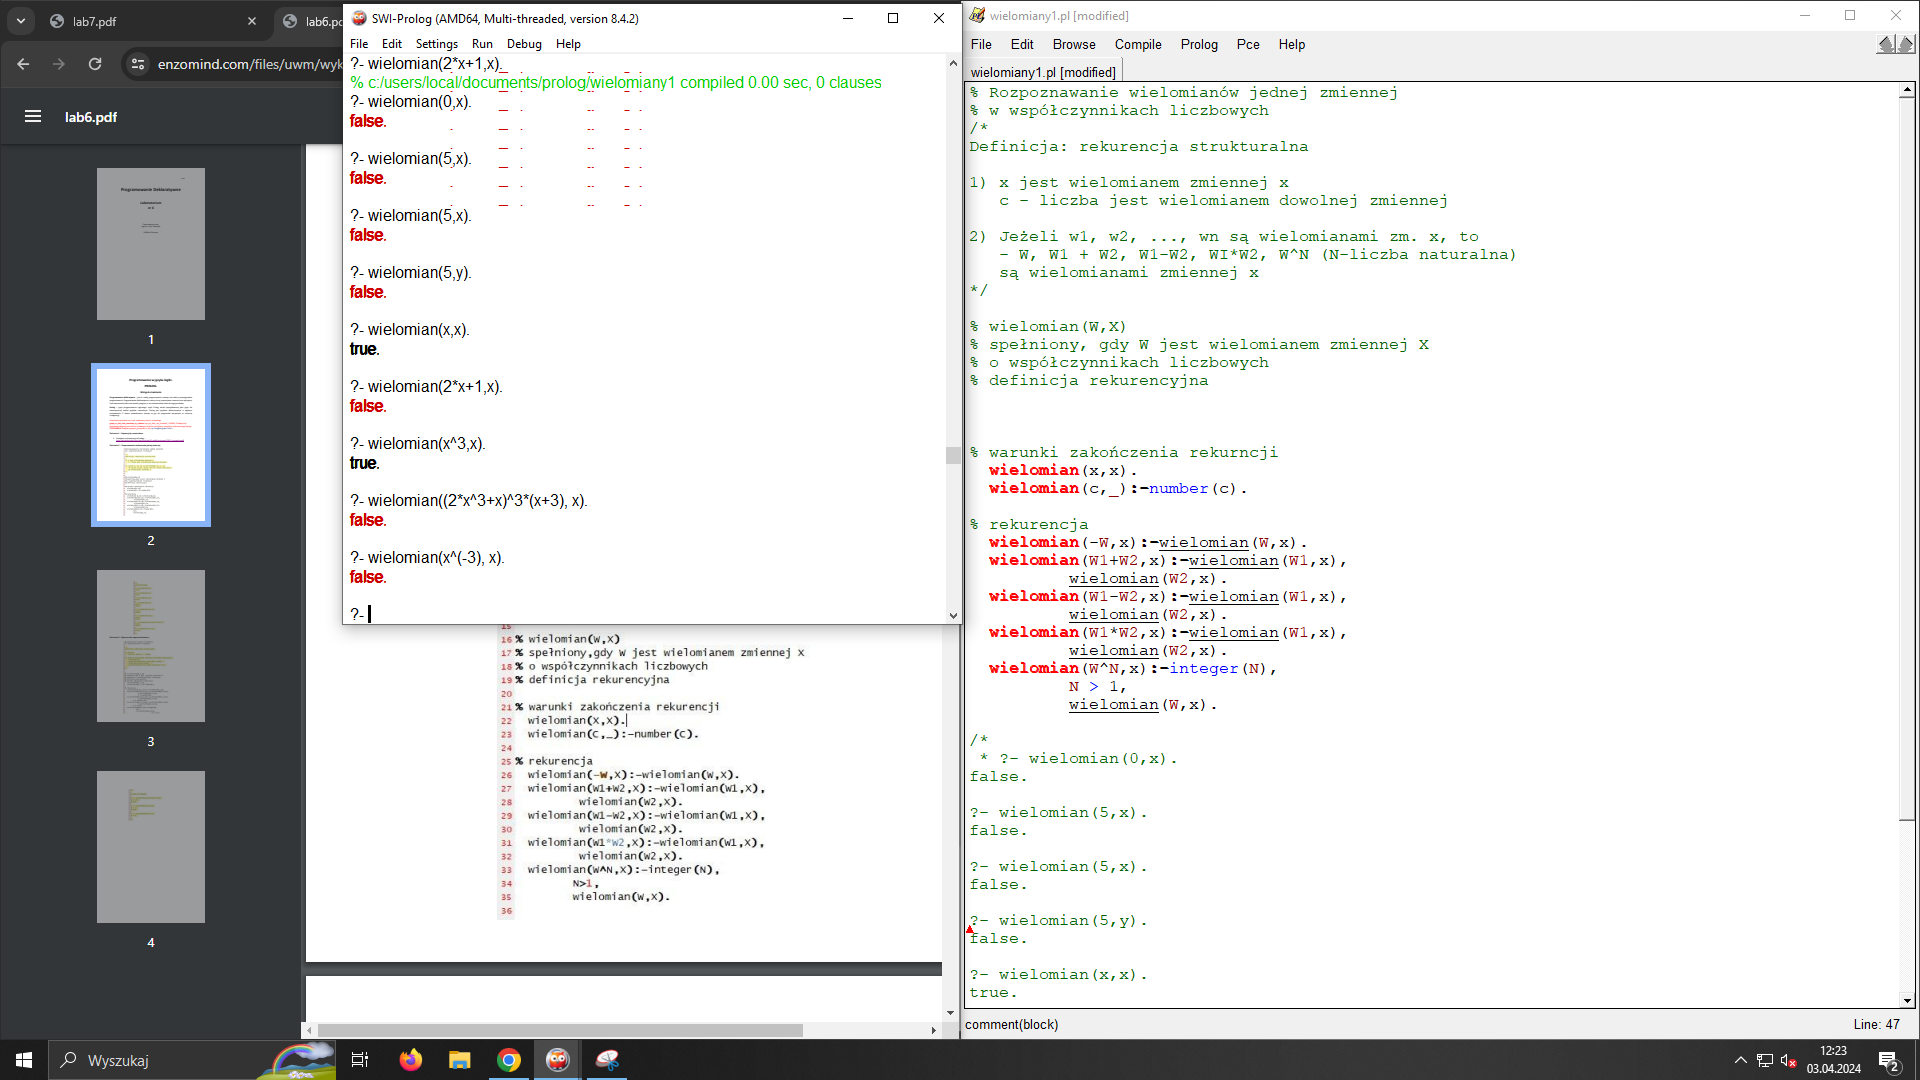 lab7.pdf
lab6.pd
enzomind.com/files/uwm/wyk
lab6.pdf
1
2
3
4
SWI-Prolog (AMD64, Multi-threaded, version 8.4.2)
File Edit Settings Run Debug Help
?- wielomian(2*x+1,x).
% c:/users/local/documents/prolog/wielomiany1 compiled 0.00 sec, 0 clauses
?- wielomian(0,x).
false.
?- wielomian(5,x).
false.
?- wielomian(5,x).
false.
?- wielomian(5,y).
false.
?- wielomian(x,x).
true.
?- wielomian(2*x+1,x).
false.
?- wielomian(x^3,x).
true.
?- wielomian((2*x^3+x)^3*(x+3), x).
false.
?- wielomian(x^(-3), x).
false.
?-
15
16 % wielomian(W,X)
17 % spełniony,gdy W jest wielomianem zmiennej X
18 % o współczynnikach liczbowych
19 % definicja rekurencyjna
20
21 % warunki zakończenia rekurencji
22 wielomian(X,X).
23 wielomian(C,_):-number(C).
24
25 % rekurencja
26 wielomian(-W,X):-wielomian(W,X).
27 wielomian(W1+W2,X):-wielomian(W1,X),
28 wielomian(W2,X).
29 wielomian(W1-W2,X):-wielomian(W1,X),
30 wielomian(W2,X).
31 wielomian(W1*W2,X):-wielomian(W1,X),
32 wielomian(W2,X).
33 wielomian(W^N,X):-integer(N),
34 N>1,
35 wielomian(W,X).
36
wielomiany1.pl [modified]
File Edit Browse Compile Prolog Pce Help
wielomiany1.pl [modified]
% Rozpoznawanie wielomianów jednej zmiennej
% w współczynnikach liczbowych
/*
Definicja: rekurencja strukturalna
1) x jest wielomianem zmiennej x
c - liczba jest wielomianem dowolnej zmiennej
2) Jeżeli w1, w2, ..., wn są wielomianami zm. x, to
- W, W1 + W2, W1-W2, WI*W2, W^N (N-liczba naturalna)
są wielomianami zmiennej x
*/
% wielomian(W,X)
% spełniony, gdy W jest wielomianem zmiennej X
% o współczynnikach liczbowych
% definicja rekurencyjna
% warunki zakończenia rekurncji
wielomian(x,x).
wielomian(c,_):-number(c).
% rekurencja
wielomian(-W,x):-wielomian(W,x).
wielomian(W1+W2,x):-wielomian(W1,x),
wielomian(W2,x).
wielomian(W1-W2,x):-wielomian(W1,x),
wielomian(W2,x).
wielomian(W1*W2,x):-wielomian(W1,x),
wielomian(W2,x).
wielomian(W^N,x):-integer(N),
N > 1,
wielomian(W,x).
/*
* ?- wielomian(0,x).
false.
?- wielomian(5,x).
false.
?- wielomian(5,x).
false.
?- wielomian(5,y).
false.
?- wielomian(x,x).
true.
comment(block)
Line: 47
Wyszukaj
12:23
03.04.2024
2